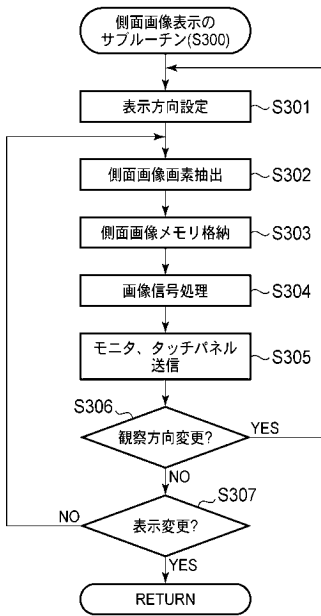 側面画像表示の
サブルーチン(S300)
表示方向設定
S301
側面画像画素抽出
S302
側面画像メモリ格納
S303
画像信号処理
S304
モニタ、タッチパネル
送信
S305
S306
観察方向変更?
YES
NO
S307
NO
表示変更?
YES
RETURN